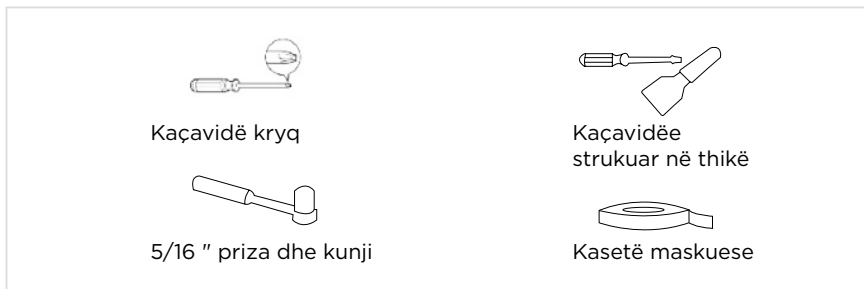 Kaçavidë kryq
Kaçavidëe
strukuar në thikë
5/16 " priza dhe kunji
Kasetë maskuese